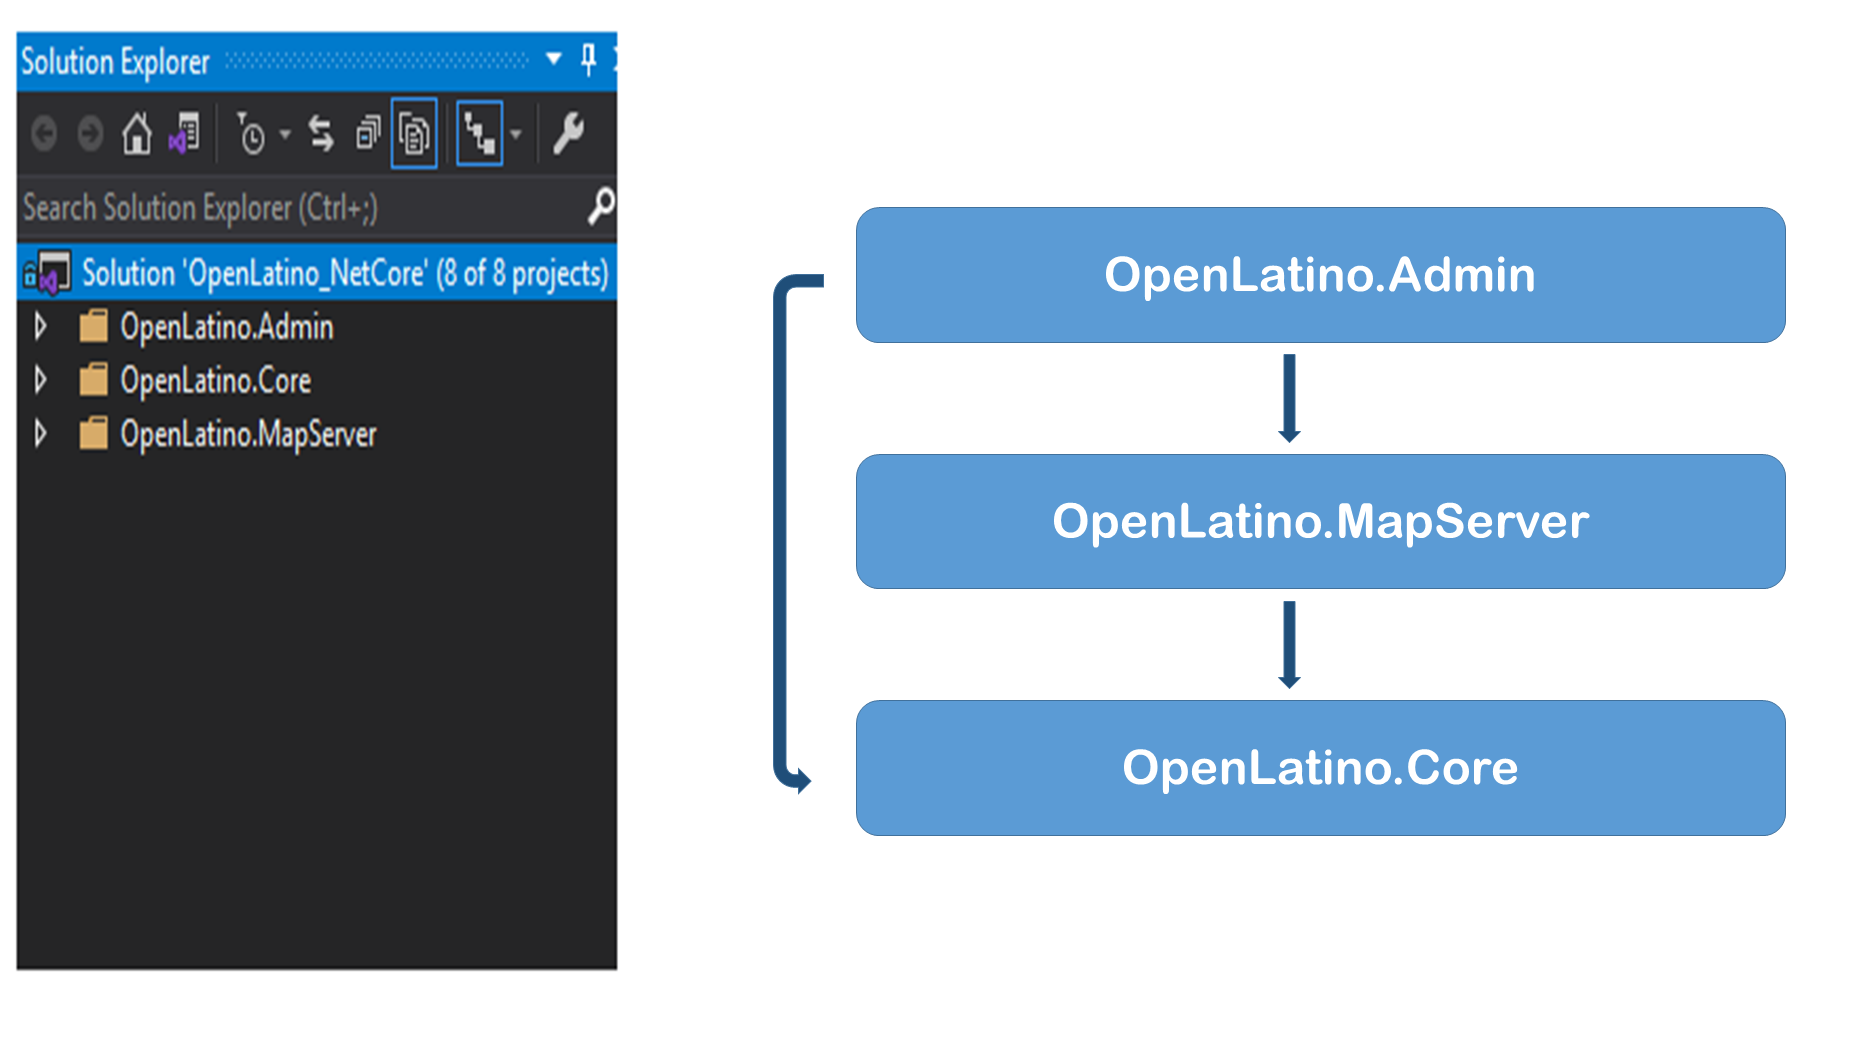 Solution Explorer
Search Solution Explorer (Ctrl+;)
Solution 'OpenLatino_NetCore' (8 of 8 projects)
OpenLatino.Admin
OpenLatino.Core
OpenLatino.MapServer
OpenLatino.Admin
OpenLatino.MapServer
OpenLatino.Core